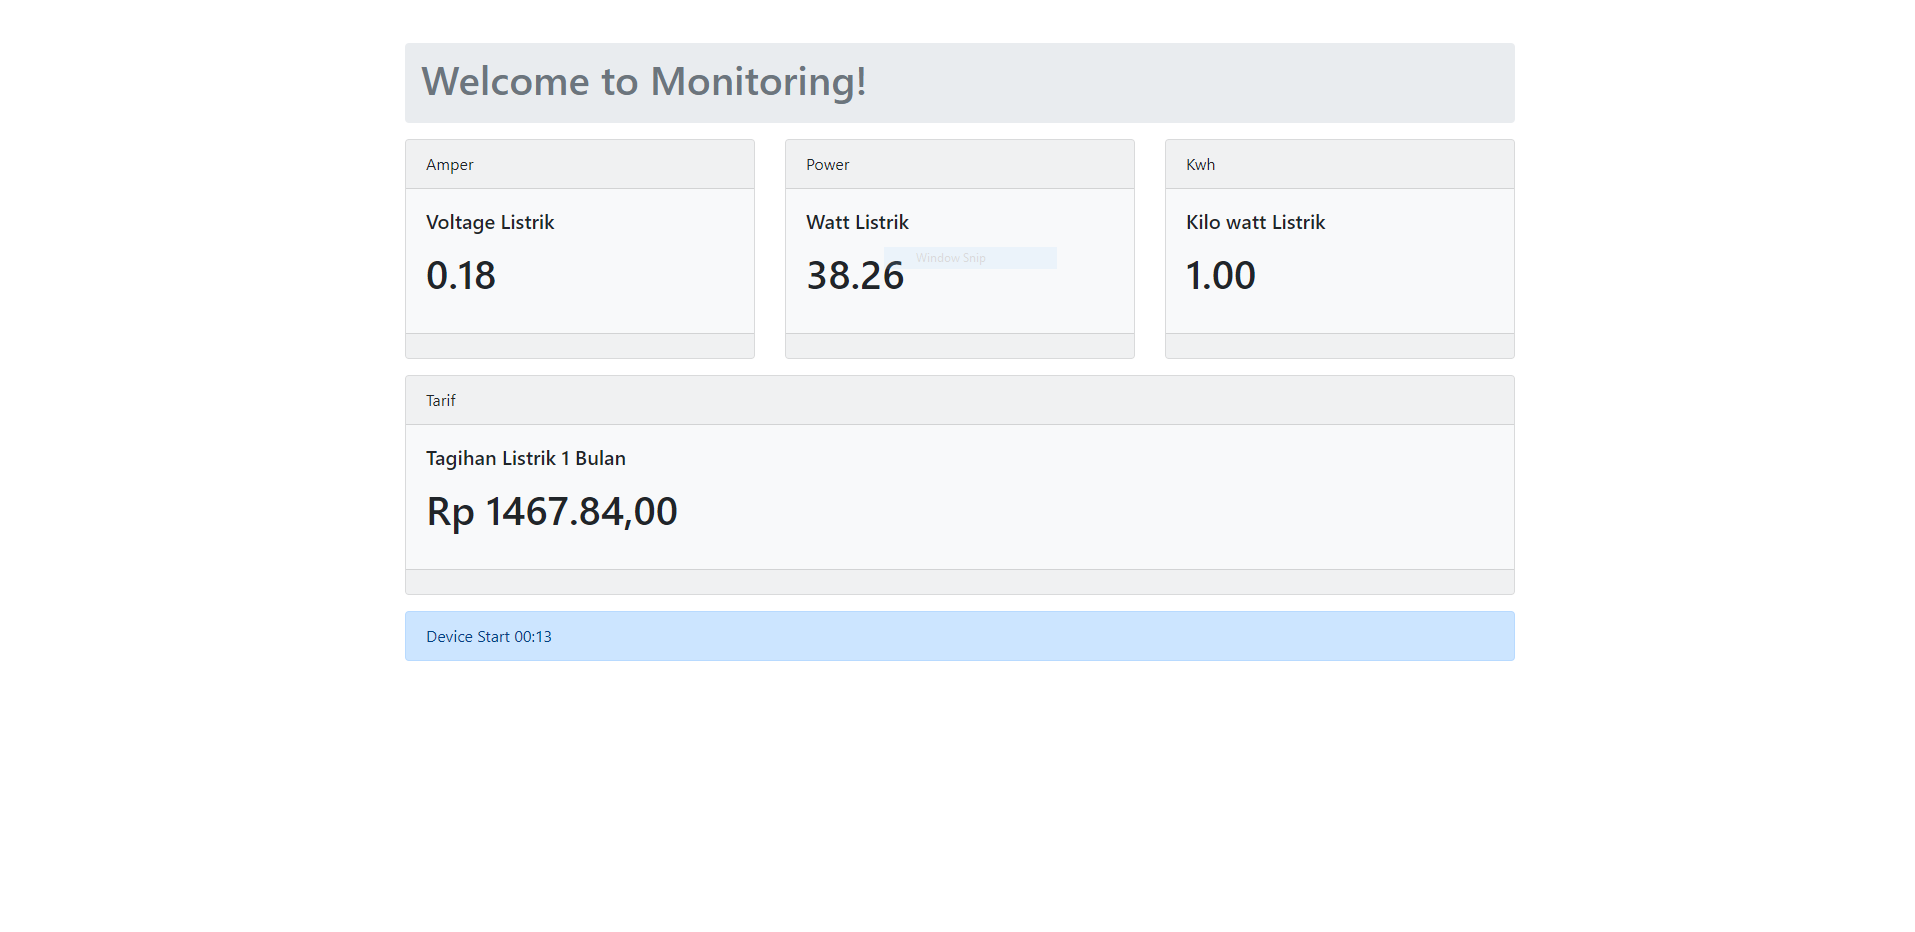 Welcome to Monitoring!
Amper
Voltage Listrik
0.18
Power
Watt Listrik
Window Snip
38.26
Kwh
Kilo watt Listrik
1.00
Tarif
Tagihan Listrik 1 Bulan
Rp 1467.84,00
Device Start 00:13